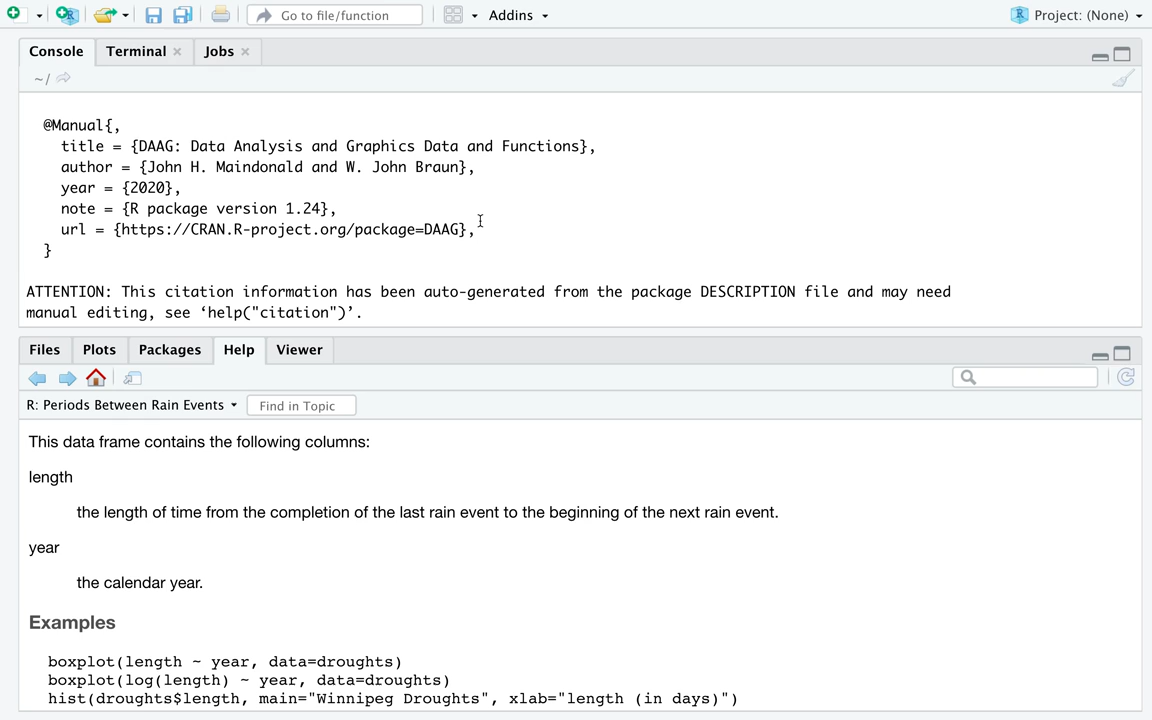 Go to file/function
Addins
Project: (None)
Console
Terminal
Jobs
~/
@Manual{,
title = {DAAG: Data Analysis and Graphics Data and Functions},
author = {John H. Maindonald and W. John Braun},
year = {2020},
note = {R package version 1.24},
url = {https://CRAN.R-project.org/package=DAAG},
}
ATTENTION: This citation information has been auto-generated from the package DESCRIPTION file and may need
manual editing, see ‘help("citation")’.
Files
Plots
Packages
Help
Viewer
R: Periods Between Rain Events
Find in Topic
This data frame contains the following columns:
length
the length of time from the completion of the last rain event to the beginning of the next rain event.
year
the calendar year.
Examples
boxplot(length ~ year, data=droughts)
boxplot(log(length) ~ year, data=droughts)
hist(droughts$length, main="Winnipeg Droughts", xlab="length (in days)")